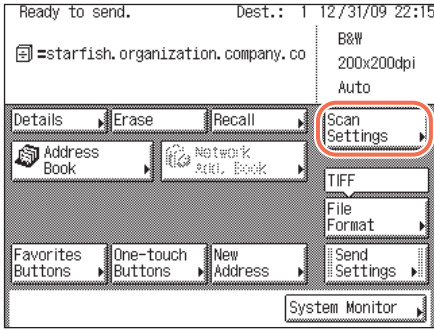 Ready to send. Dest.: 1 12/31/09 22:15
=starfish.organization.company.co
B&W
200x200dpi
Auto
Details Erase Recall Scan Settings
Address Book Network Add. Book
TIFF
File Format
Favorites Buttons One-touch Buttons New Address Send Settings
System Monitor